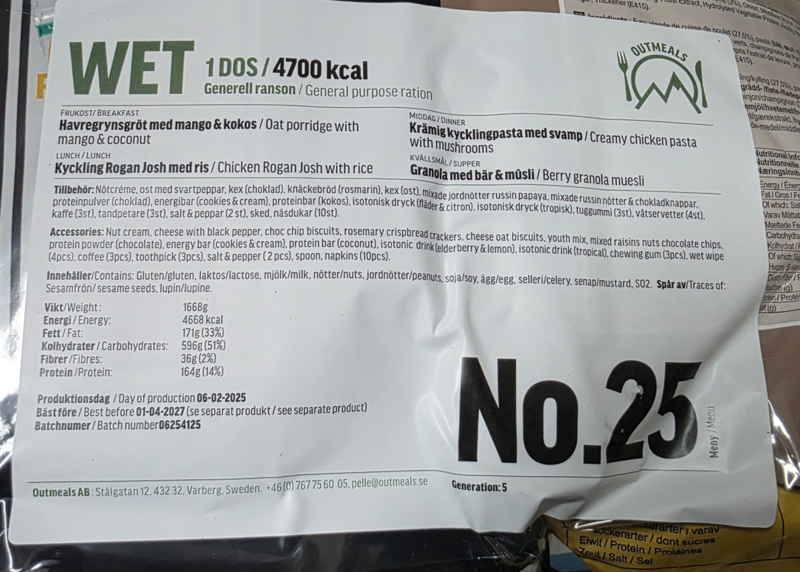 WET 1 DOS / 4700 kcal
Generell ranson / General purpose ration
OUTMEALS
FRUKOST/ BREAKFAST
Havregrynsgröt med mango & kokos / Oat porridge with
mango & coconut
LUNCH / LUNCH
Kyckling Rogan Josh med ris / Chicken Rogan Josh with rice
MIDDAG / DINNER
Krämig kycklingpasta med svamp / Creamy chicken pasta
with mushrooms
KVÄLLSMÅL / SUPPER
Granola med bär & müsli / Berry granola muesli
Tillbehör: Nötcréme, ost med svartpeppar, kex (choklad), knäckebröd (rosmarin), kex (ost), mixade jordnötter russin papaya, mixade russin nötter & chokladknappar,
proteinpulver (choklad), energibar (cookies & cream), proteinbar (kokos), isotonisk dryck (fläder & citron), isotonisk dryck (tropisk), tuggummi (3st), våtservetter (4st),
kaffe (3st), tandpetare (3st), salt & peppar (2 st), sked, näsdukar (10st).
Accessories: Nut cream, cheese with black pepper, choc chip biscuits, rosemary crispbread crackers, cheese oat biscuits, youth mix, mixed raisins nuts chocolate chips,
protein powder (chocolate), energy bar (cookies & cream), protein bar (coconut), isotonic drink (elderberry & lemon), isotonic drink (tropical), chewing gum (3pcs), wet wipe
(4pcs), coffee (3pcs), toothpick (3pcs), salt & pepper ( 2 pcs), spoon, napkins (10pcs).
Innehåller/Contains: Gluten/gluten, laktos/lactose, mjölk/milk, nötter/nuts, jordnötter/peanuts, soja/soy, ägg/egg, selleri/celery, senap/mustard, SO2. Spår av/Traces of:
Sesamfrön/ sesame seeds, lupin/lupine.
Vikt/Weight: 1668g
Energi / Energy: 4668 kcal
Fett / Fat: 171g (33%)
Kolhydrater / Carbohydrates: 596g (51%)
Fibrer /Fibres: 36g (2%)
Protein /Protein: 164g (14%)
Produktionsdag / Day of production 06-02-2025
Bäst före / Best before 01-04-2027 (se separat produkt / see separate product)
Batchnumer / Batch number 06254125
No.25
Meny / Menu
Outmeals AB : Stålgatan 12, 432 32, Varberg, Sweden. +46 (0) 767 75 60 05, pelle@outmeals.se
Generation: 5
ockerarter / varav
ockerarter / dont sucres
Eiwit / Protein / Protéines
Zout / Salt / Sel